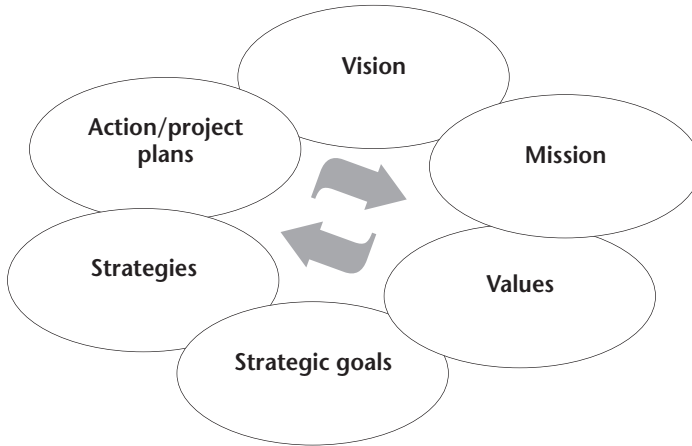 Vision
Mission
Values
Strategic goals
Strategies
Action/project
plans